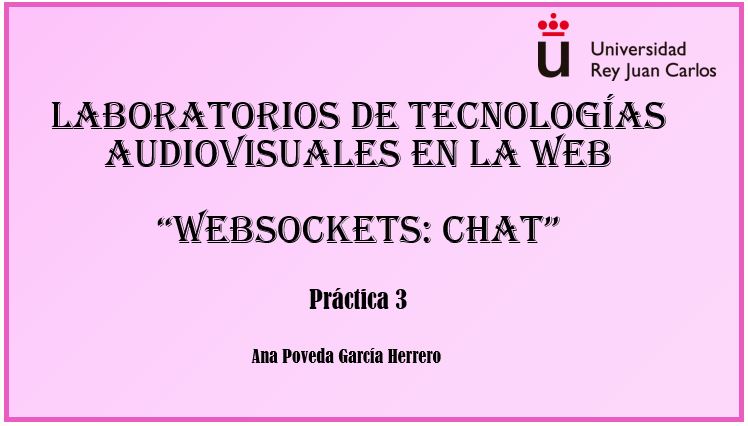 Universidad
Rey Juan Carlos
LABORATORIOS DE TECNOLOGÍAS
AUDIOVISUALES EN LA WEB
“WEBSOCKETS: CHAT”
Práctica 3
Ana Poveda García Herrero